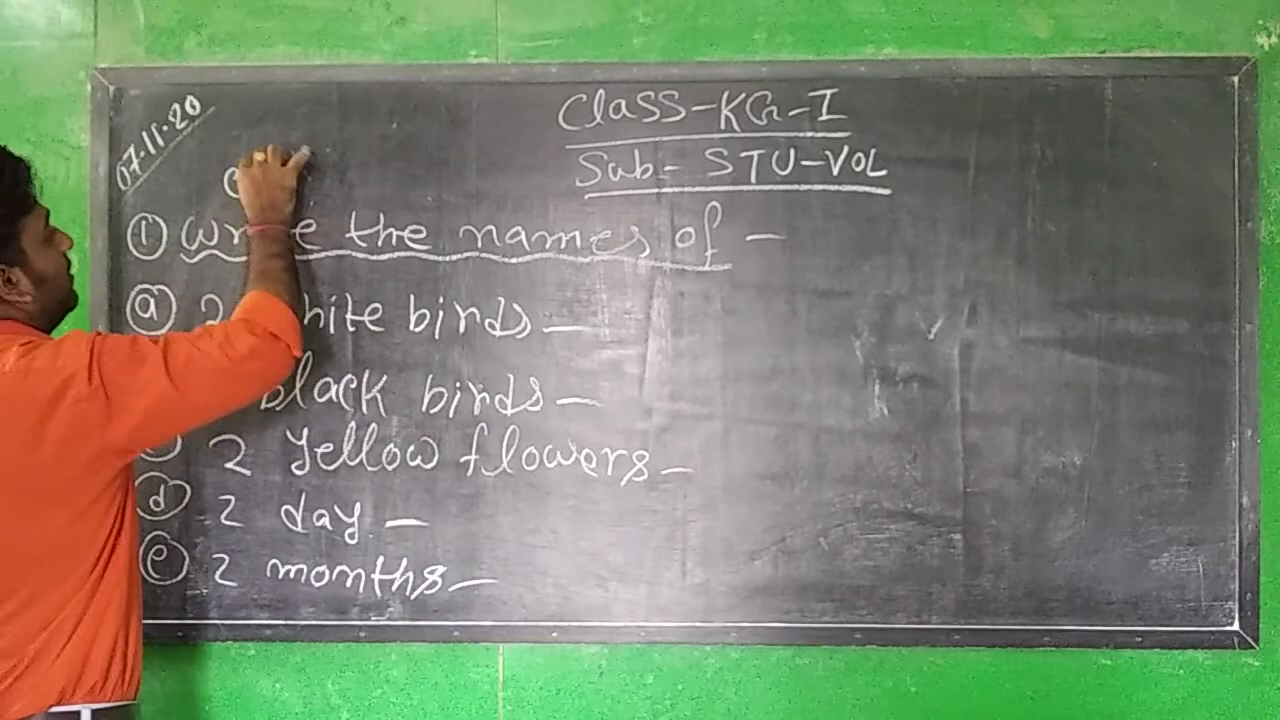 07.11.20
Class-KG-I
Sub:- STU-VOL
① the names of —
ⓐ 2 birds —
black birds —
2 Yellow flowers —
ⓓ 2 day —
ⓔ 2 months —